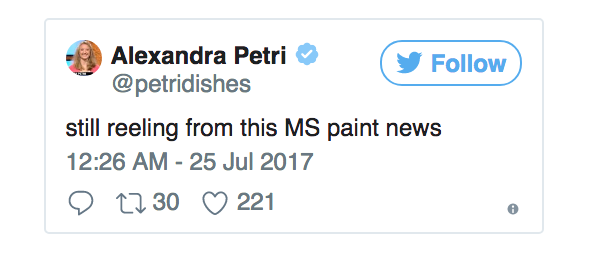 Alexandra Petri
Follow
@petridishes
still reeling from this MS paint news
12:26 AM - 25 Jul 2017
30 221